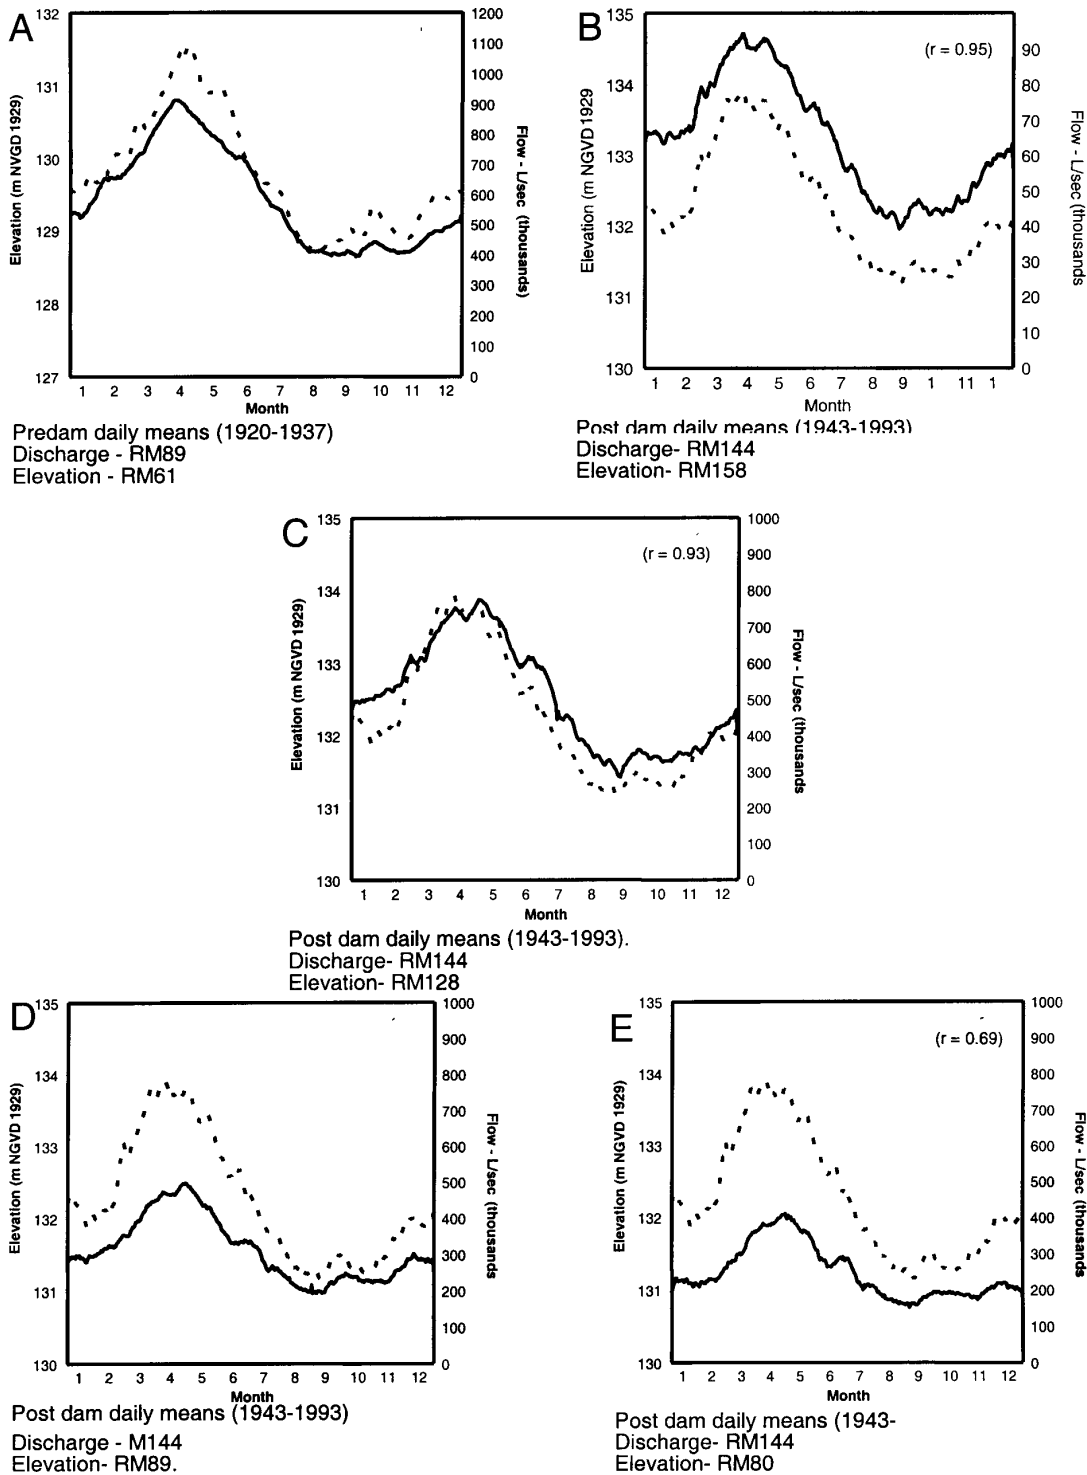 A
Elevation (m NVGD 1929)
132
131
130
129
128
127
1200
1100
1000
900
800
700
600
500
400
300
200
100
0
Flow - L/sec (thousands)
1 2 3 4 5 6 7 8 9 10 11 12
Month
Predam daily means (1920-1937)
Discharge - RM89
Elevation - RM61
B
Elevation (m NGVD 1929
135
134
133
132
131
130
(r = 0.95)
90
80
70
60
50
40
30
20
10
0
Flow - L/sec (thousands
1 2 3 4 5 6 7 8 9 1 11 1
Month
Post dam daily means (1943-1993)
Discharge- RM144
Elevation- RM158
C
Elevation (m NGVD 1929)
135
134
133
132
131
130
(r = 0.93)
1000
900
800
700
600
500
400
300
200
100
0
Flow - L/sec (thousands
1 2 3 4 5 6 7 8 9 10 11 12
Month
Post dam daily means (1943-1993).
Discharge- RM144
Elevation- RM128
D
Elevation (m NGVD 1929)
135
134
133
132
131
130
1000
900
800
700
600
500
400
300
200
100
0
Flow - L/sec (thousands
1 2 3 4 5 6 7 8 9 10 11 12
Month
Post dam daily means (1943-1993)
Discharge - M144
Elevation- RM89.
E
Elevation (m NGVD 1929)
135
134
133
132
131
130
(r = 0.69)
1000
900
800
700
600
500
400
300
200
100
0
Flow - L/sec (thousands
1 2 3 4 5 6 7 8 9 10 11 12
Month
Post dam daily means (1943-
Discharge- RM144
Elevation- RM80